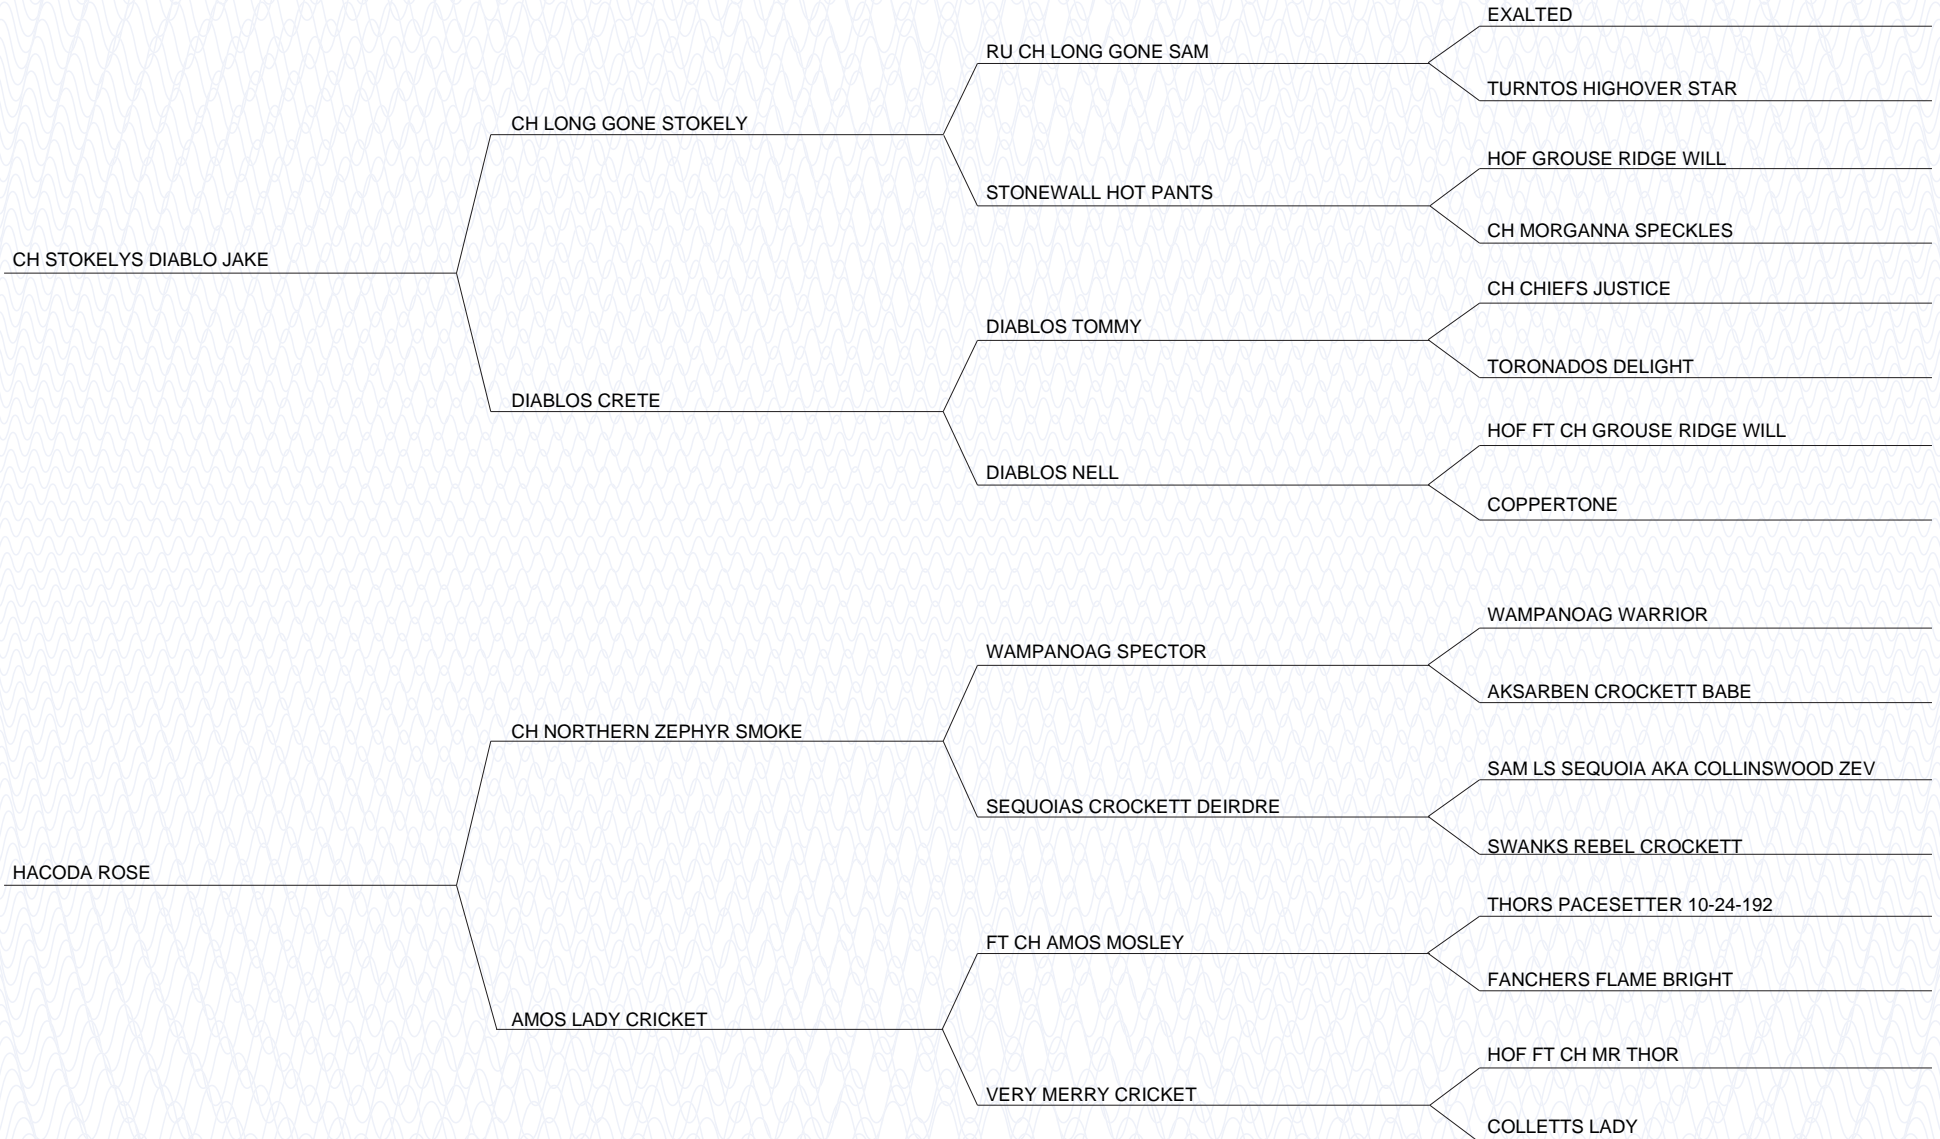 EXALTED
RU CH LONG GONE SAM
TURNTOS HIGHOVER STAR
CH LONG GONE STOKELY
HOF GROUSE RIDGE WILL
STONEWALL HOT PANTS
CH MORGANNA SPECKLES
CH STOKELYS DIABLO JAKE
CH CHIEFS JUSTICE
DIABLOS TOMMY
TORONADOS DELIGHT
DIABLOS CRETE
HOF FT CH GROUSE RIDGE WILL
DIABLOS NELL
COPPERTONE
WAMPANOAG WARRIOR
WAMPANOAG SPECTOR
AKSARBEN CROCKETT BABE
CH NORTHERN ZEPHYR SMOKE
SAM LS SEQUOIA AKA COLLINSWOOD ZEV
SEQUOIAS CROCKETT DEIRDRE
SWANKS REBEL CROCKETT
HACODA ROSE
THORS PACESETTER 10-24-192
FT CH AMOS MOSLEY
FANCHERS FLAME BRIGHT
AMOS LADY CRICKET
HOF FT CH MR THOR
VERY MERRY CRICKET
COLLETTS LADY